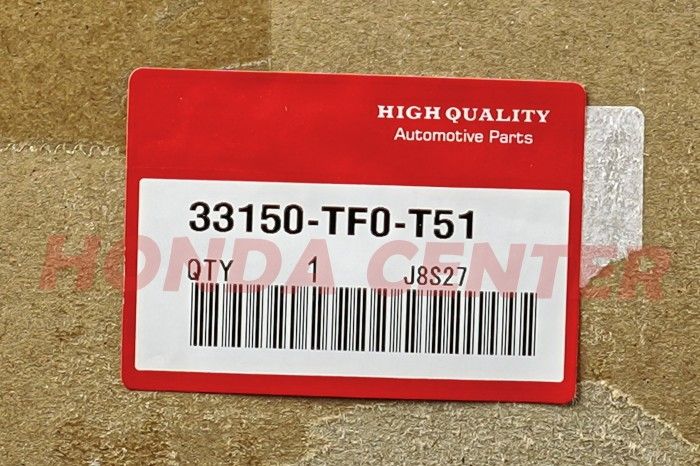 HIGH QUALITY
Automotive Parts
33150-TF0-T51
HONDA CENTER
QTY 1 J8S27